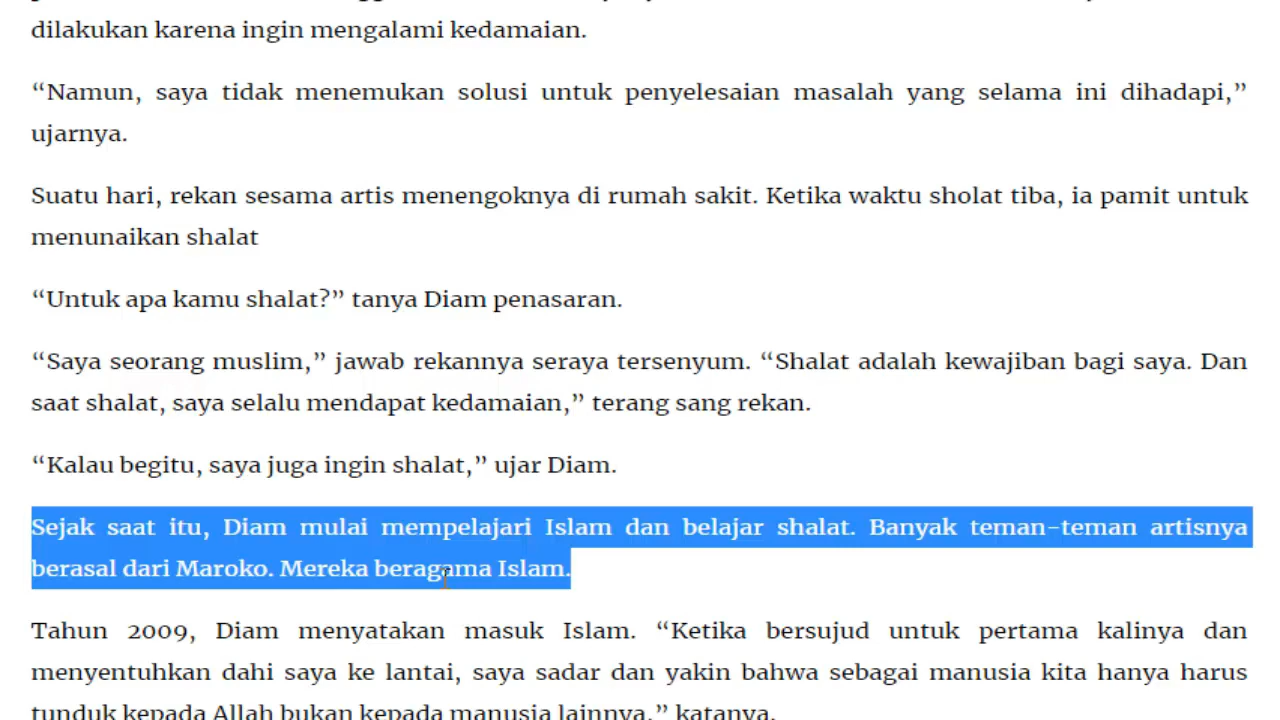 dilakukan karena ingin mengalami kedamaian.
“Namun, saya tidak menemukan solusi untuk penyelesaian masalah yang selama ini dihadapi,”
ujarnya.
Suatu hari, rekan sesama artis menengoknya di rumah sakit. Ketika waktu sholat tiba, ia pamit untuk
menunaikan shalat
“Untuk apa kamu shalat?” tanya Diam penasaran.
“Saya seorang muslim,” jawab rekannya seraya tersenyum. “Shalat adalah kewajiban bagi saya. Dan
saat shalat, saya selalu mendapat kedamaian,” terang sang rekan.
“Kalau begitu, saya juga ingin shalat,” ujar Diam.
Sejak saat itu, Diam mulai mempelajari Islam dan belajar shalat. Banyak teman-teman artisnya
berasal dari Maroko. Mereka beragama Islam.
Tahun 2009, Diam menyatakan masuk Islam. “Ketika bersujud untuk pertama kalinya dan
menyentuhkan dahi saya ke lantai, saya sadar dan yakin bahwa sebagai manusia kita hanya harus
tunduk kepada Allah bukan kepada manusia lainnya,” katanya.